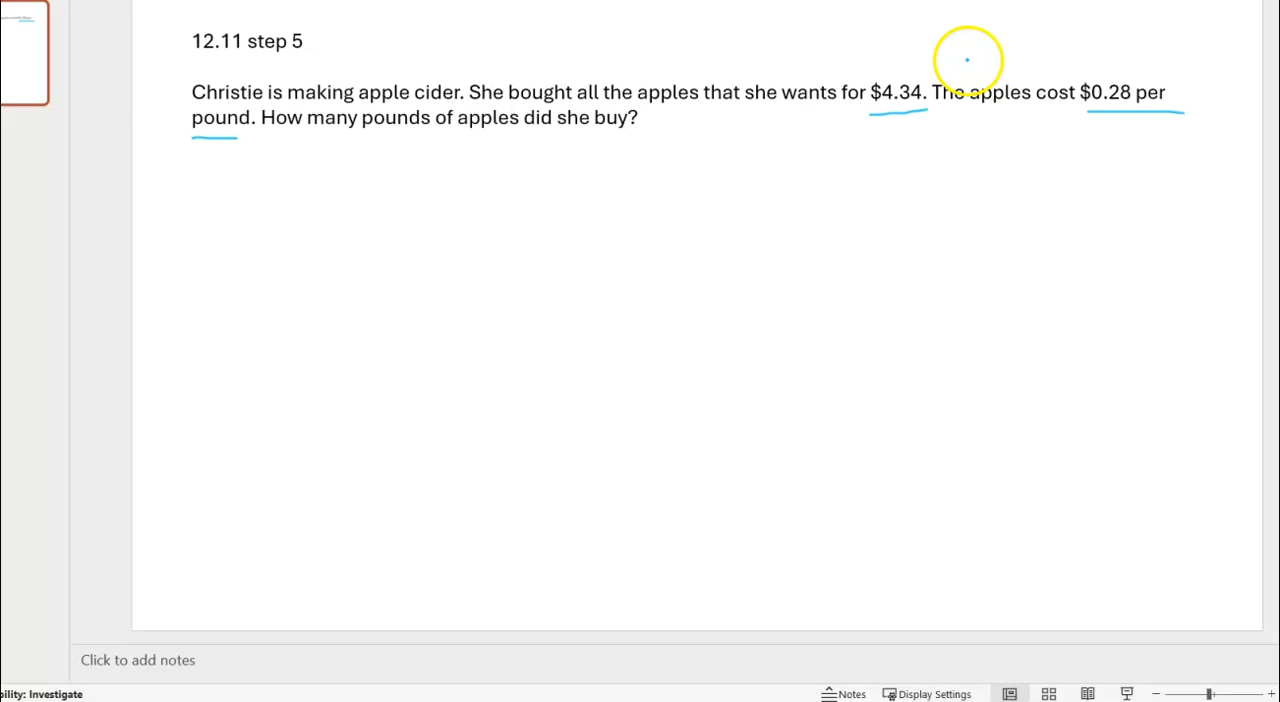 12.11 step 5
Christie is making apple cider. She bought all the apples that she wants for $4.34. The apples cost $0.28 per
pound. How many pounds of apples did she buy?
Click to add notes
bility: Investigate
Notes
Display Settings